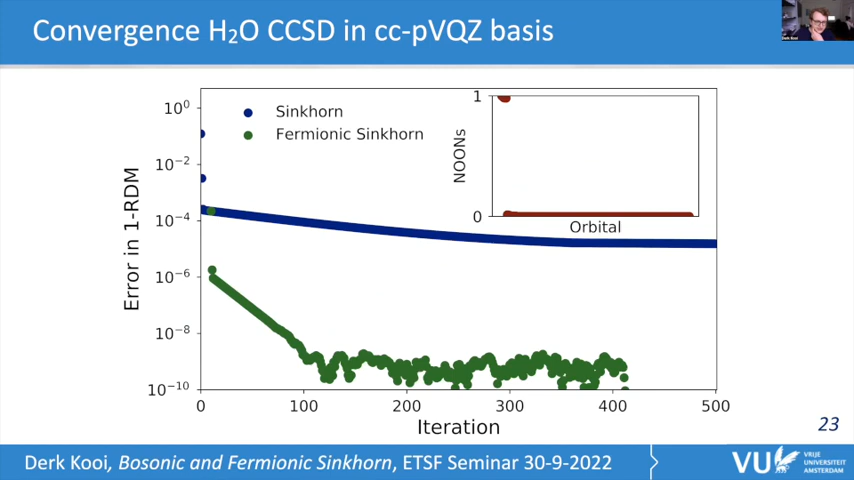 Convergence H₂O CCSD in cc-pVQZ basis
Derk Kooi
10⁰
10⁻²
10⁻⁴
10⁻⁶
10⁻⁸
10⁻¹⁰
Error in 1-RDM
Sinkhorn
Fermionic Sinkhorn
1
0
NOONs
Orbital
0
100
200
300
400
500
Iteration
23
Derk Kooi, Bosonic and Fermionic Sinkhorn, ETSF Seminar 30-9-2022
VU
VRIJE
UNIVERSITEIT
AMSTERDAM